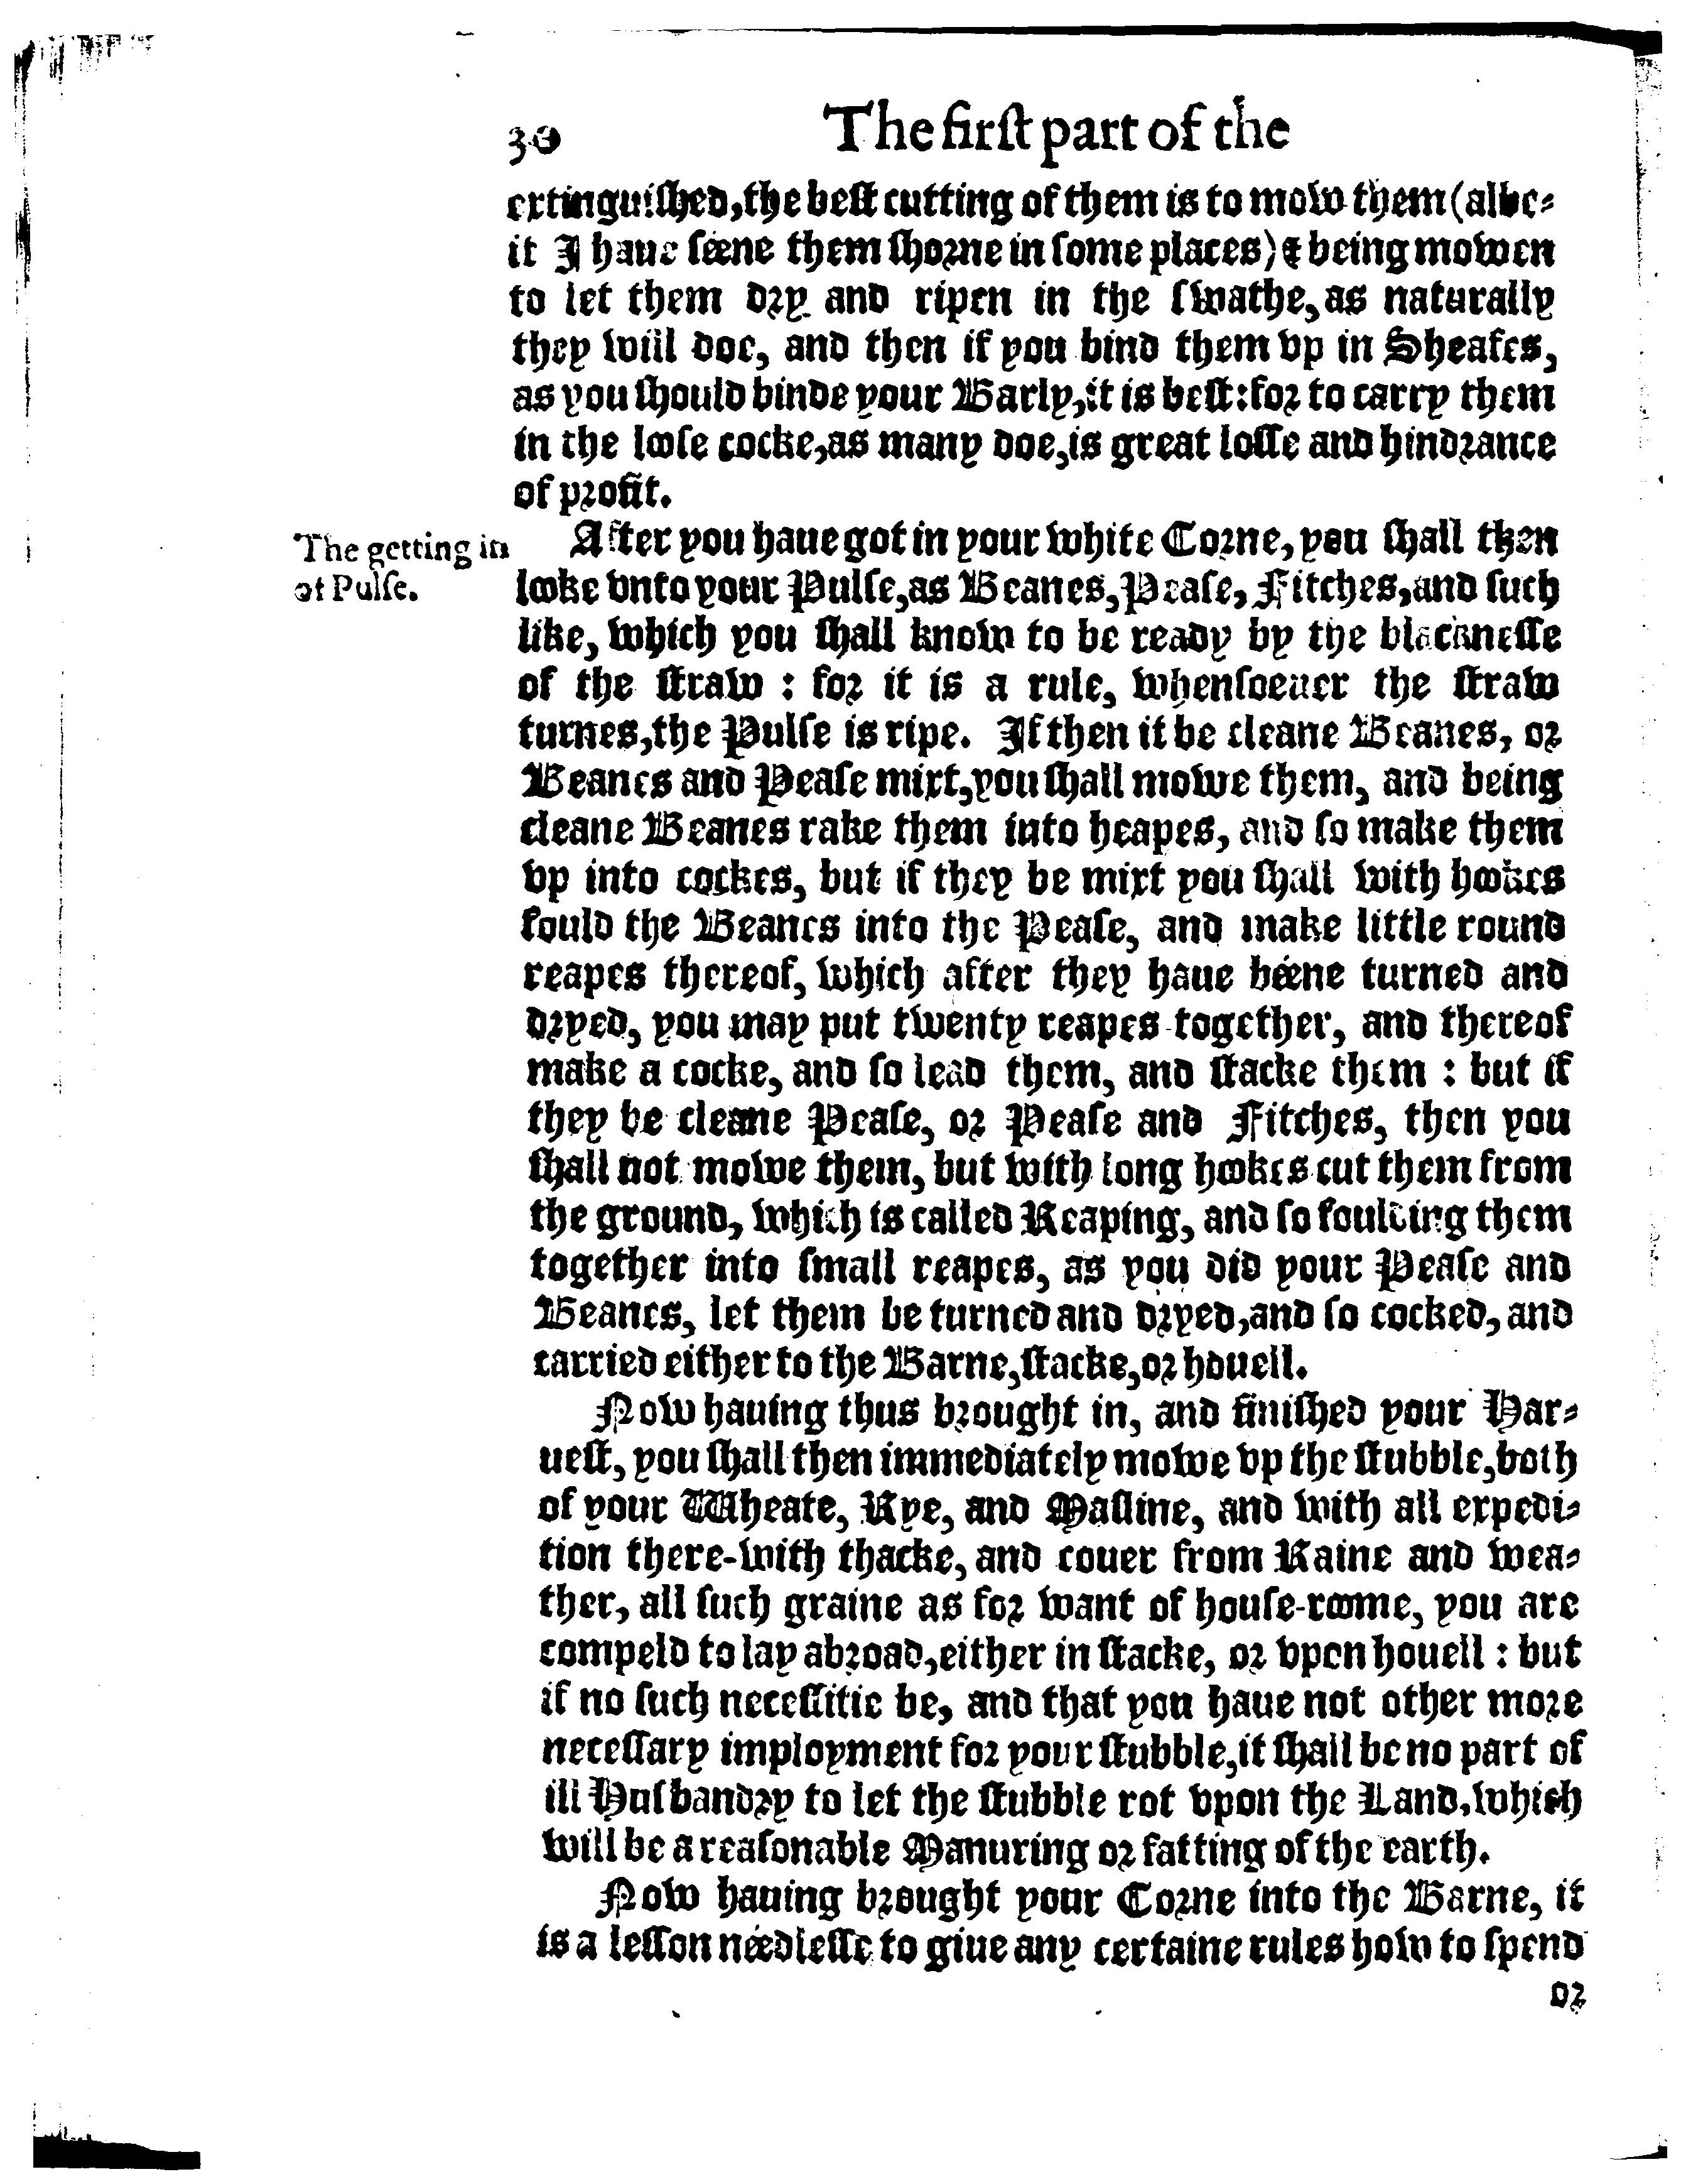 30 The first part of the
extinguished, the best cutting of them is to mow them (albe-
it I haue séene them shorne in some places) & being mowen
to let them dry and ripen in the swathe, as naturally
they will doe, and then if you bind them vp in Sheafes,
as you should binde your Barly, it is best: for to carry them
in the loose cocke, as many doe, is great losse and hindrance
of profit.
The getting in
of Pulse.
After you haue got in your white Corne, you shall then
looke vnto your Pulse, as Beanes, Pease, Fitches, and such
like, which you shall know to be ready by the blacknesse
of the straw : for it is a rule, whensoeuer the straw
turnes, the Pulse is ripe. If then it be cleane Beanes, or
Beanes and Pease mixt, you shall mowe them, and being
cleane Beanes rake them into heapes, and so make them
vp into cockes, but if they be mixt you shall with hookes
fould the Beanes into the Pease, and make little round
reapes thereof, which after they haue béene turned and
dryed, you may put twenty reapes together, and thereof
make a cocke, and so lead them, and stacke them : but if
they be cleane Pease, or Pease and Fitches, then you
shall not mowe them, but with long hookes cut them from
the ground, which is called Reaping, and so foulding them
together into small reapes, as you did your Pease and
Beanes, let them be turned and dryed, and so cocked, and
carried either to the Barne, stacke, or houell.
Now hauing thus brought in, and finished your Har-
uest, you shall then immediately mowe vp the stubble, both
of your Wheate, Rye, and Masline, and with all expedi-
tion there-with thacke, and couer from Raine and wea-
ther, all such graine as for want of house-roome, you are
compeld to lay abroad, either in stacke, or vpon houell : but
if no such necessitie be, and that you haue not other more
necessary imployment for your stubble, it shall be no part of
ill Husbandry to let the stubble rot vpon the Land, which
will be a reasonable Manuring or fatting of the earth.
Now hauing brought your Corne into the Barne, it
is a lesson néedlesse to giue any certaine rules how to spend
or